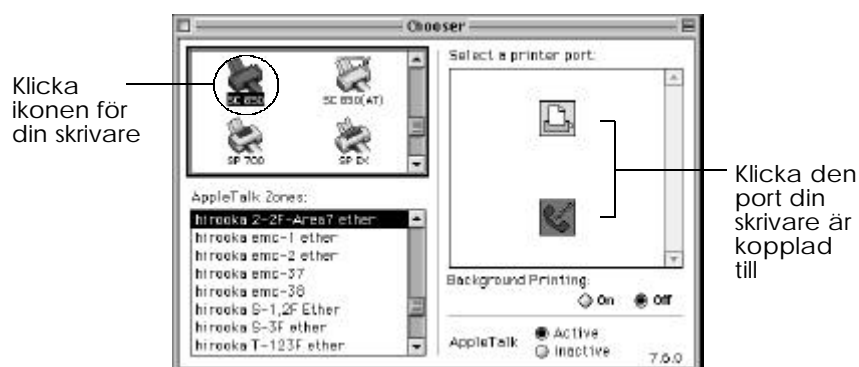 Chooser
Klicka
ikonen för
din skrivare
SC 850
SC 850(AT)
SP 700
SP EX
AppleTalk Zones:
hirooka 2-2F-Area7 ether
hirooka emc-1 ether
hirooka emc-2 ether
hirooka emc-37
hirooka emc-38
hirooka S-1,2F Ether
hirooka S-3F ether
hirooka T-123F ether
Select a printer port:
Klicka den
port din
skrivare är
kopplad
till
Background Printing:
On Off
AppleTalk
Active
Inactive
7.6.0